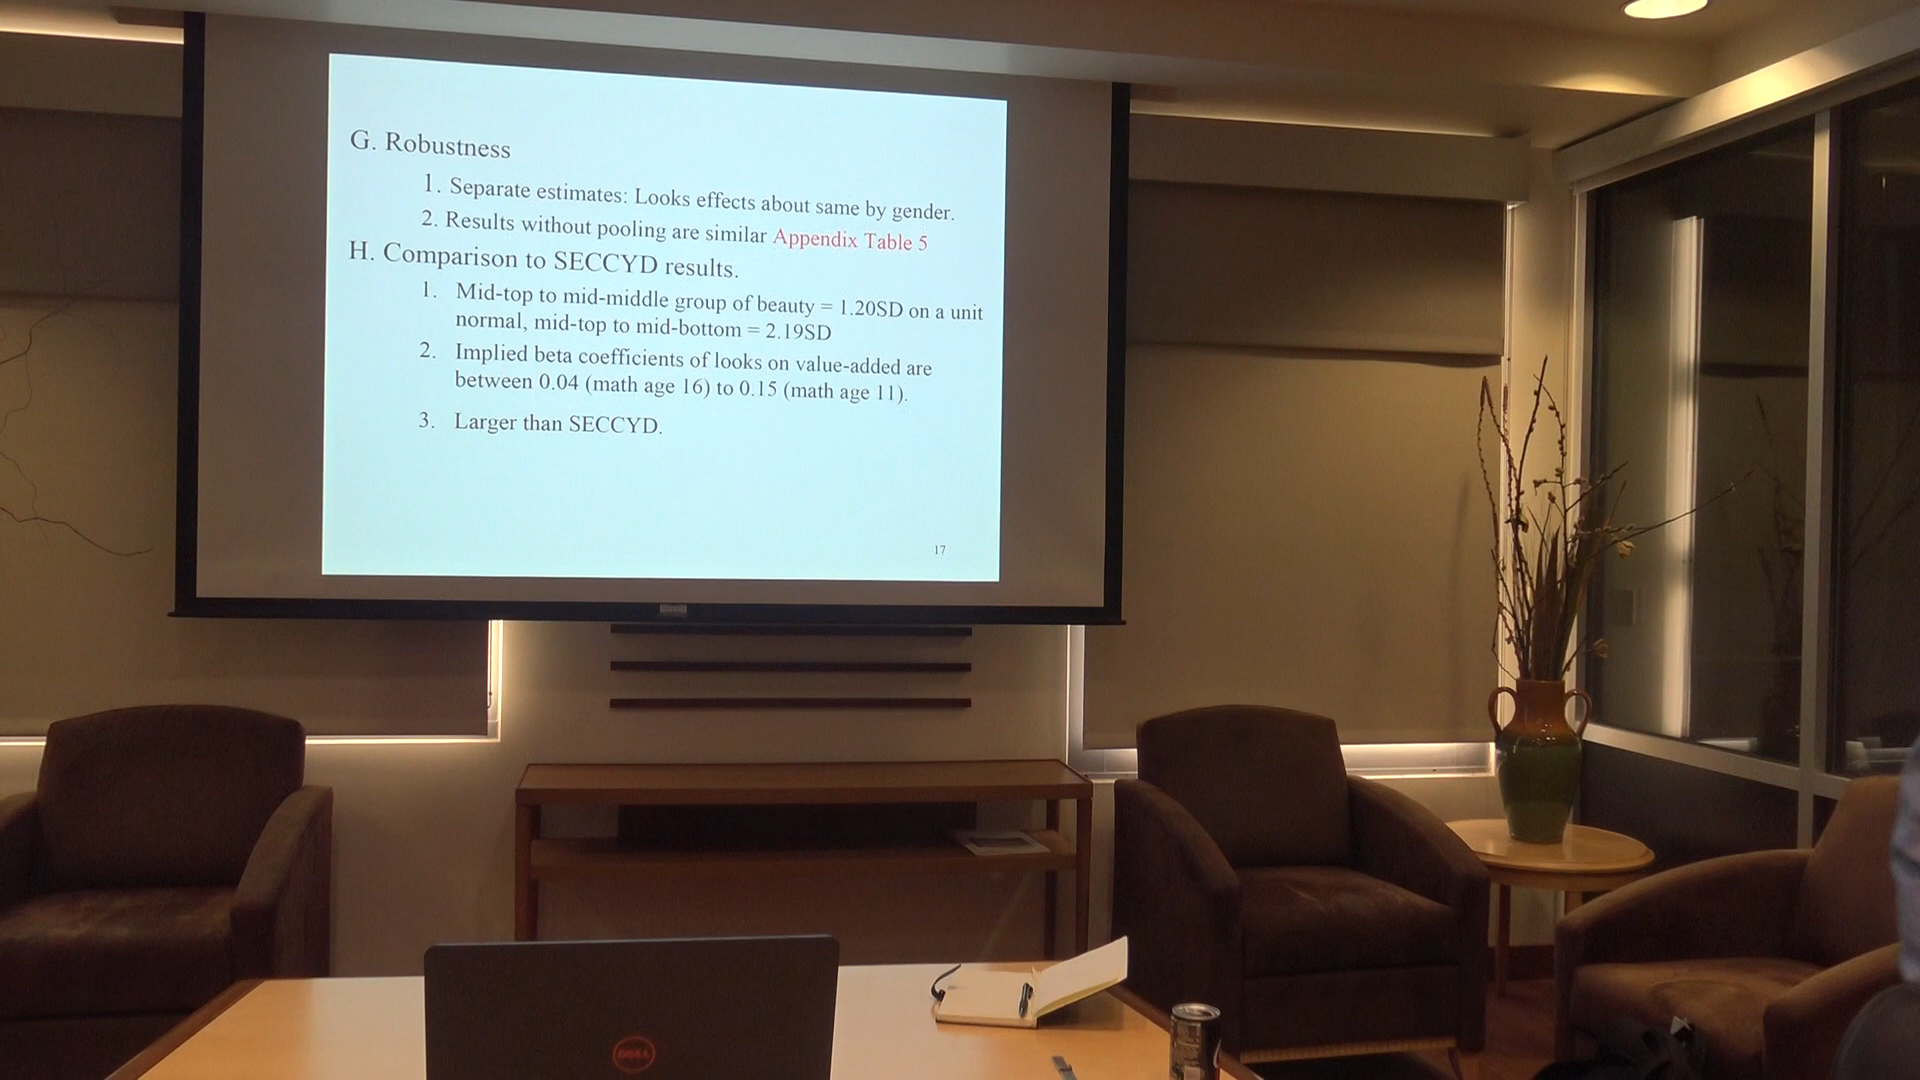 G. Robustness
1. Separate estimates: Looks effects about same by gender.
2. Results without pooling are similar Appendix Table 5
H. Comparison to SECCYD results.
1. Mid-top to mid-middle group of beauty = 1.20SD on a unit
normal, mid-top to mid-bottom = 2.19SD
2. Implied beta coefficients of looks on value-added are
between 0.04 (math age 16) to 0.15 (math age 11).
3. Larger than SECCYD.
17
DELL